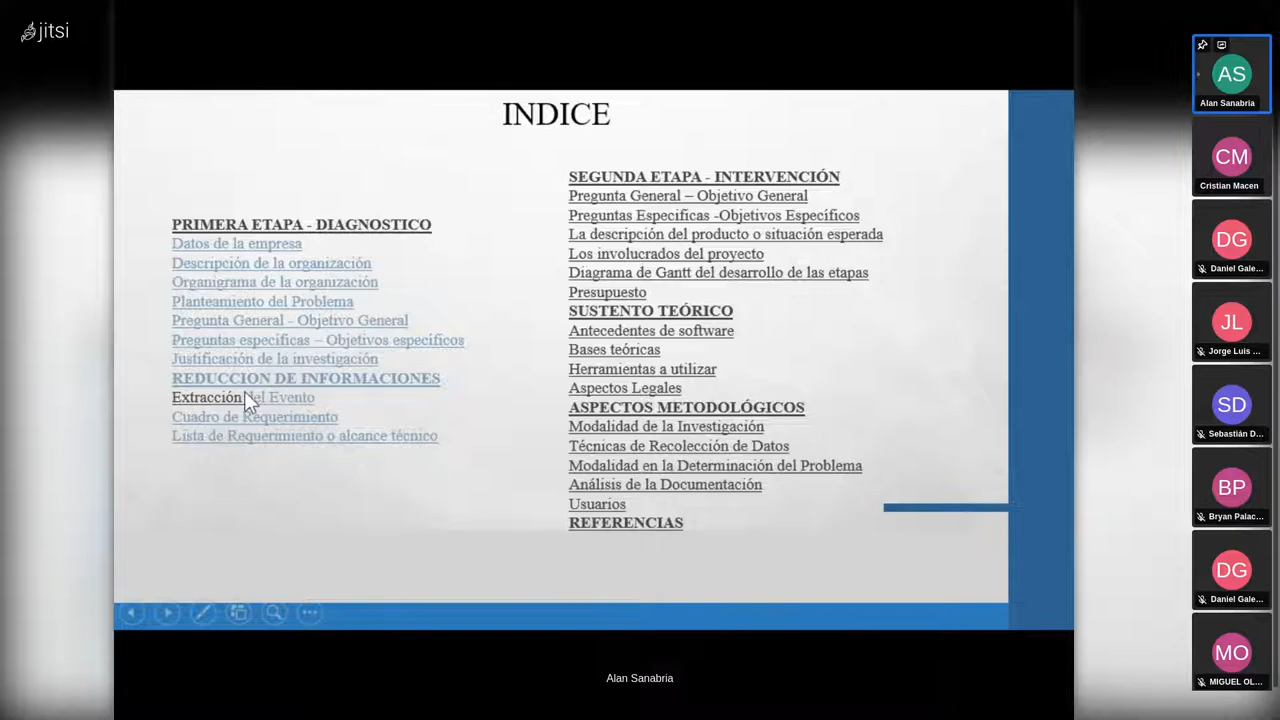 jitsi
INDICE
PRIMERA ETAPA - DIAGNOSTICO
Datos de la empresa
Descripción de la organización
Organigrama de la organización
Planteamiento del Problema
Pregunta General - Objetivo General
Preguntas específicas – Objetivos específicos
Justificación de la investigación
REDUCCION DE INFORMACIONES
Extracción del Evento
Cuadro de Requerimiento
Lista de Requerimiento o alcance técnico
SEGUNDA ETAPA - INTERVENCIÓN
Pregunta General – Objetivo General
Preguntas Especificas -Objetivos Específicos
La descripción del producto o situación esperada
Los involucrados del proyecto
Diagrama de Gantt del desarrollo de las etapas
Presupuesto
SUSTENTO TEÓRICO
Antecedentes de software
Bases teóricas
Herramientas a utilizar
Aspectos Legales
ASPECTOS METODOLÓGICOS
Modalidad de la Investigación
Técnicas de Recolección de Datos
Modalidad en la Determinación del Problema
Análisis de la Documentación
Usuarios
REFERENCIAS
Alan Sanabria
AS
Alan Sanabria
CM
Cristian Macen
DG
Daniel Gale...
JL
Jorge Luis ...
SD
Sebastián D...
BP
Bryan Palac...
DG
Daniel Gale...
MO
MIGUEL OL...